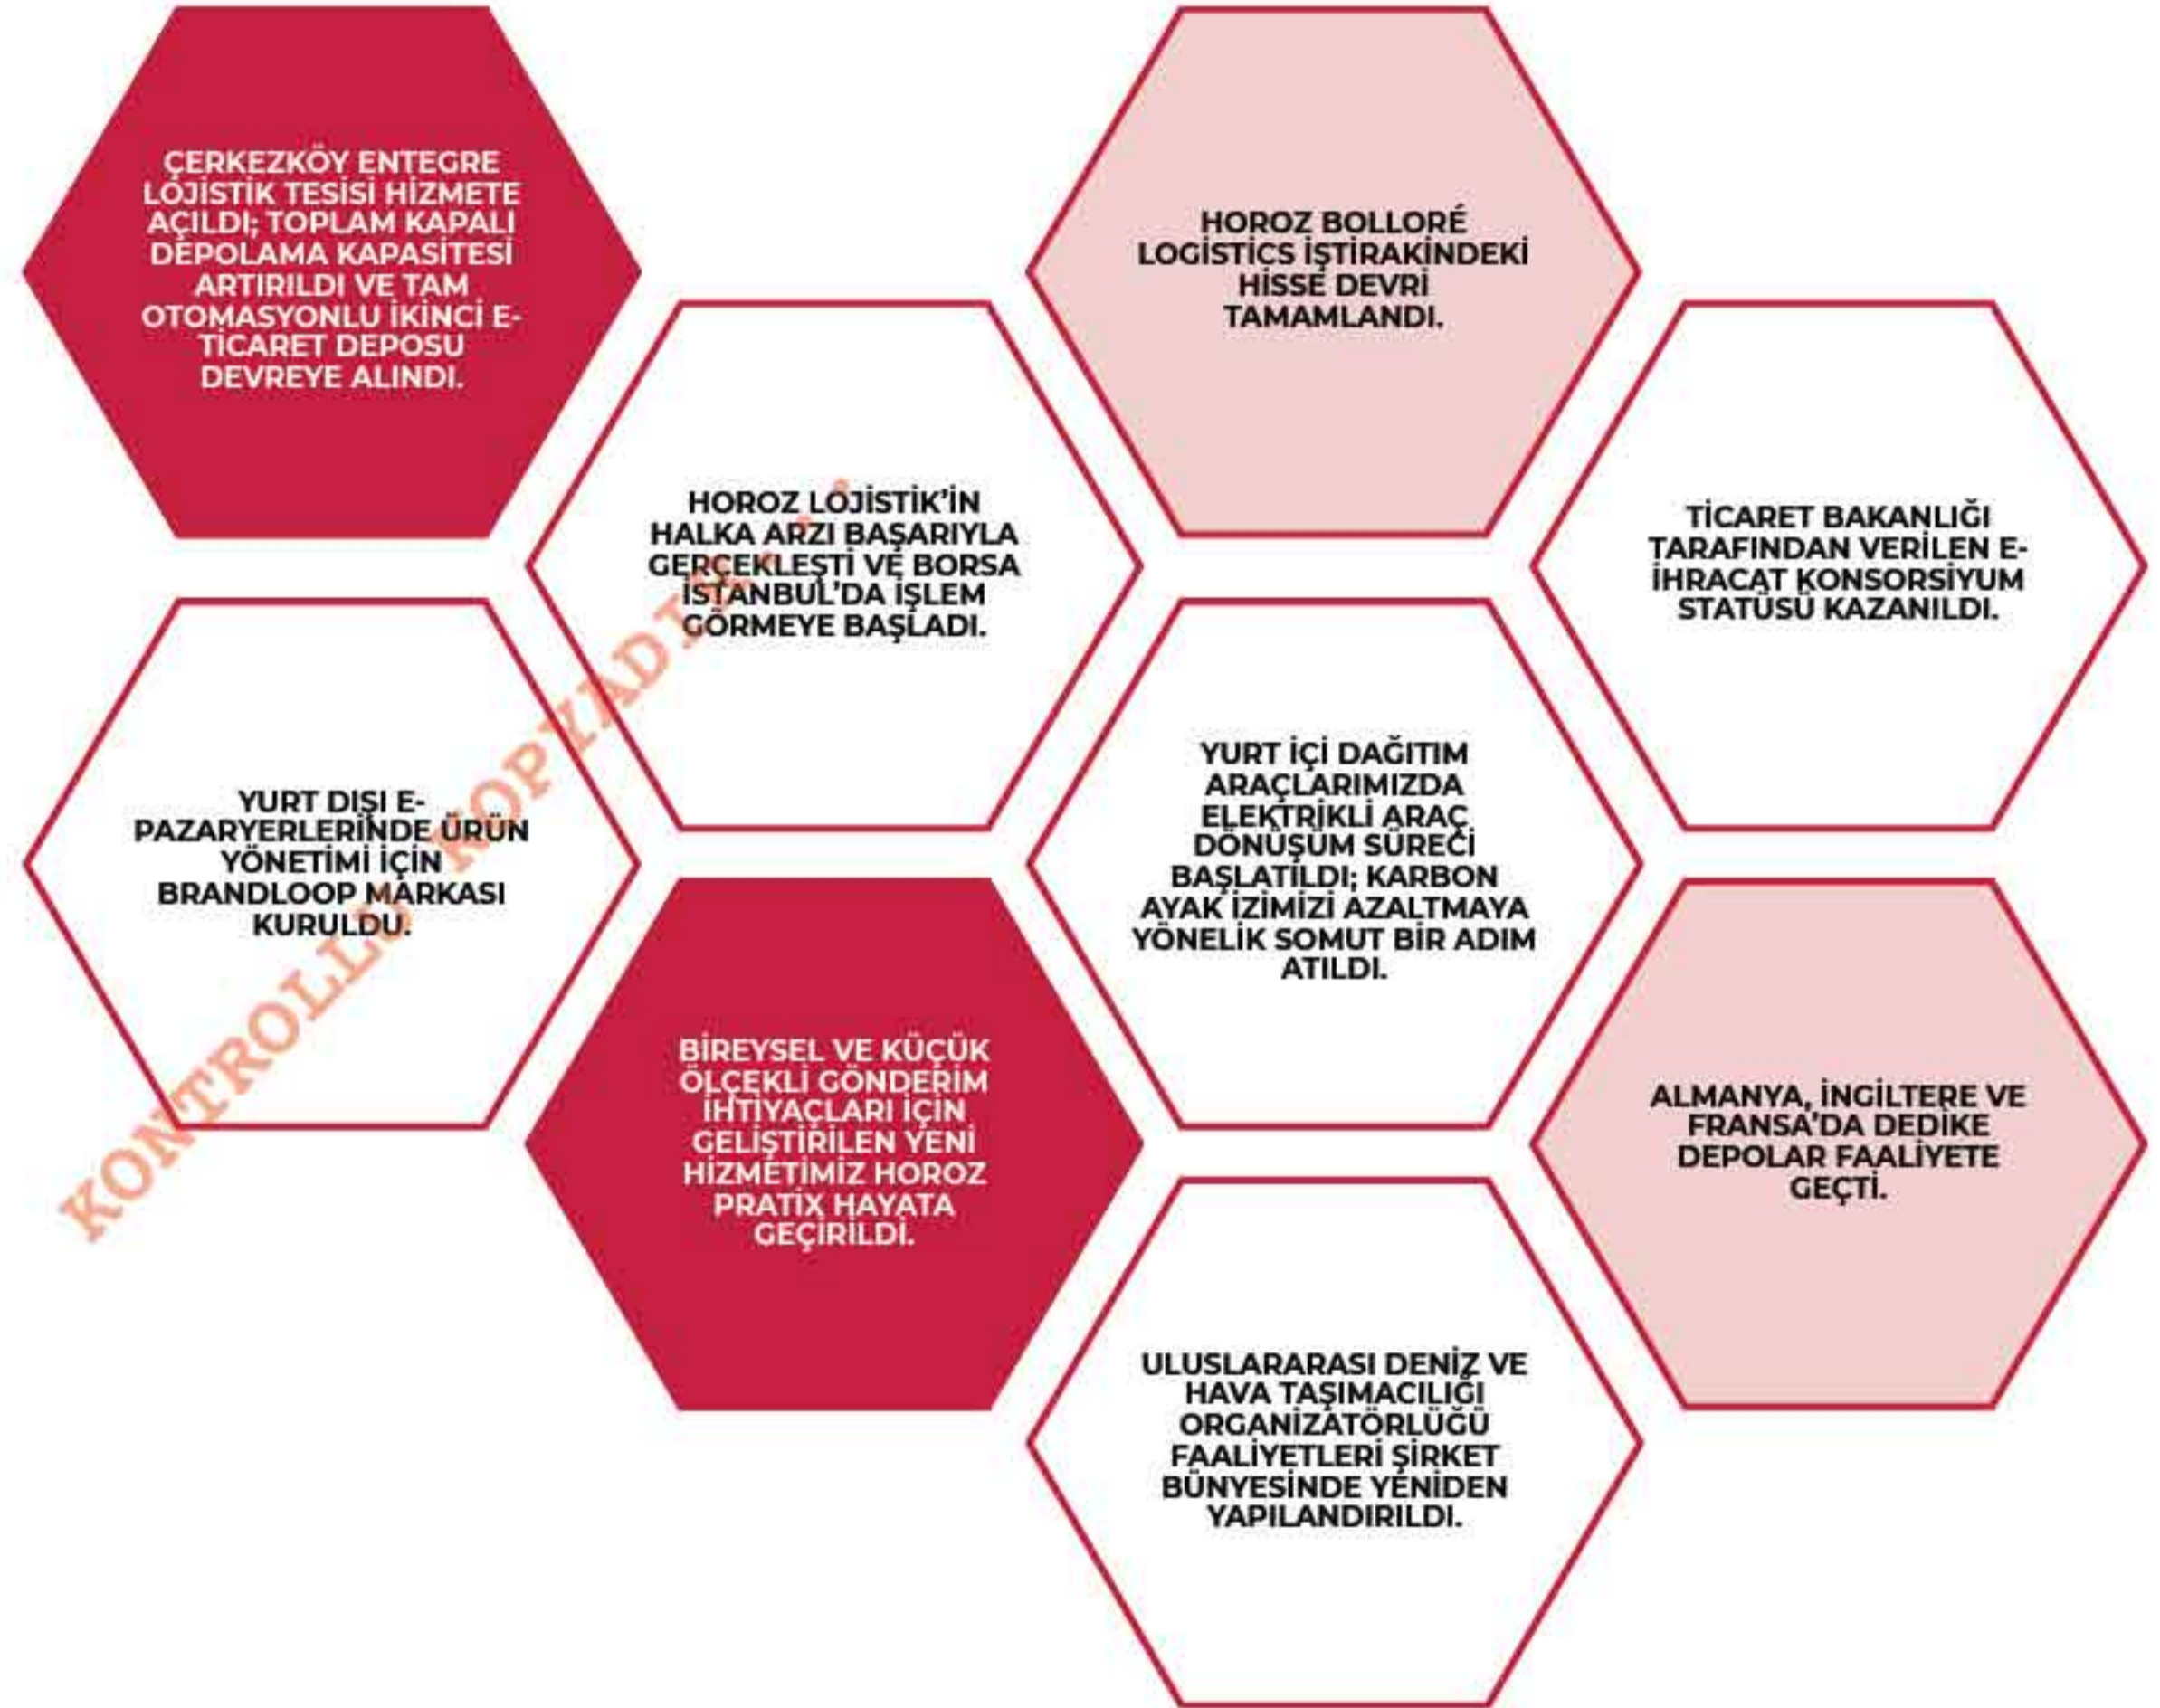 ÇERKEZKÖY ENTEGRE
LOJİSTİK TESİSİ HİZMETE
AÇILDI; TOPLAM KAPALI
DEPOLAMA KAPASİTESİ
ARTIRILDI VE TAM
OTOMASYONLU İKİNCİ E-
TİCARET DEPOSU
DEVREYE ALINDI.
HOROZ BOLLORÉ
LOGİSTİCS İŞTİRAKİNDEKİ
HİSSE DEVRİ
TAMAMLANDI.
HOROZ LOJİSTİK'İN
HALKA ARZI BAŞARIYLA
GERÇEKLEŞTİ VE BORSA
İSTANBUL'DA İŞLEM
GÖRMEYE BAŞLADI.
TİCARET BAKANLIĞI
TARAFINDAN VERİLEN E-
İHRACAT KONSORSİYUM
STATÜSÜ KAZANILDI.
YURT DIŞI E-
PAZARYERLERİNDE ÜRÜN
YÖNETİMİ İÇİN
BRANDLOOP MARKASI
KURULDU.
YURT İÇİ DAĞITIM
ARAÇLARIMIZDA
ELEKTRİKLİ ARAÇ
DÖNÜŞÜM SÜRECİ
BAŞLATILDI; KARBON
AYAK İZİMİZİ AZALTMAYA
YÖNELİK SOMUT BİR ADIM
ATILDI.
BİREYSEL VE KÜÇÜK
ÖLÇEKLİ GÖNDERİM
İHTİYAÇLARI İÇİN
GELİŞTİRİLEN YENİ
HİZMETİMİZ HOROZ
PRATİX HAYATA
GEÇİRİLDİ.
ALMANYA, İNGİLTERE VE
FRANSA'DA DEDİKE
DEPOLAR FAALİYETE
GEÇTİ.
ULUSLARARASI DENİZ VE
HAVA TAŞIMACILIĞI
ORGANİZATÖRLÜĞÜ
FAALİYETLERİ ŞİRKET
BÜNYESİNDE YENİDEN
YAPILANDIRILDI.
KONTROLLU